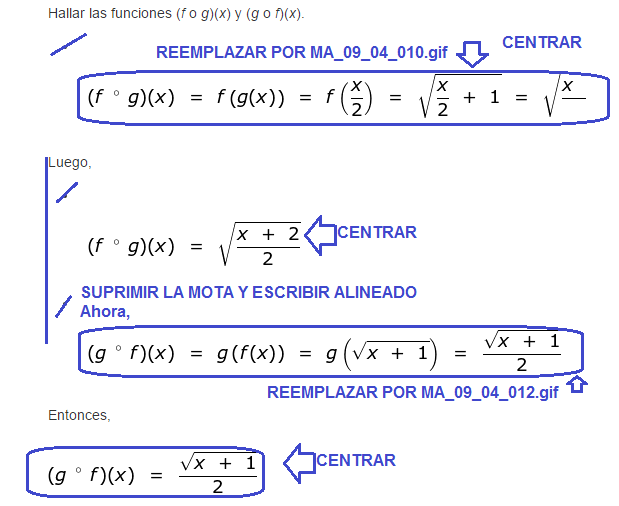 Hallar las funciones (f o g)(x) y (g o f)(x).
REEMPLAZAR POR MA_09_04_010.gif CENTRAR
(f ° g)(x) = f(g(x)) = f(x/2) = √(x/2 + 1) = √(x/
Luego,
(f ° g)(x) = √((x + 2)/2) CENTRAR
SUPRIMIR LA MOTA Y ESCRIBIR ALINEADO
Ahora,
(g ° f)(x) = g(f(x)) = g(√(x + 1)) = √(x + 1)/2
REEMPLAZAR POR MA_09_04_012.gif
Entonces,
(g ° f)(x) = √(x + 1)/2 CENTRAR